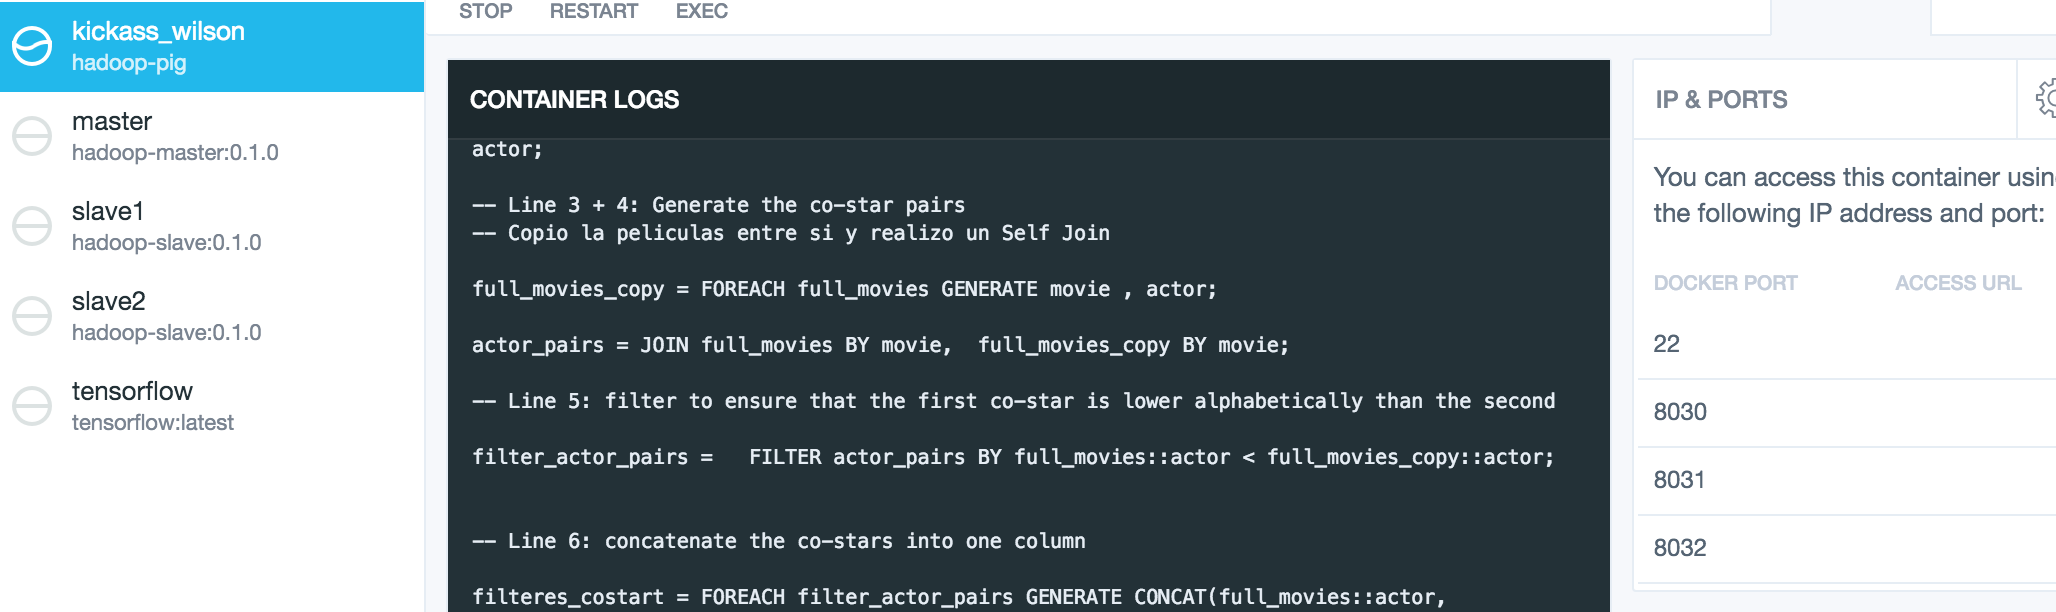 kickass_wilson
hadoop-pig
master
hadoop-master:0.1.0
slave1
hadoop-slave:0.1.0
slave2
hadoop-slave:0.1.0
tensorflow
tensorflow:latest
STOP RESTART EXEC
CONTAINER LOGS
actor;
-- Line 3 + 4: Generate the co-star pairs
-- Copio la peliculas entre si y realizo un Self Join
full_movies_copy = FOREACH full_movies GENERATE movie , actor;
actor_pairs = JOIN full_movies BY movie,  full_movies_copy BY movie;
-- Line 5: filter to ensure that the first co-star is lower alphabetically than the second
filter_actor_pairs =   FILTER actor_pairs BY full_movies::actor < full_movies_copy::actor;
-- Line 6: concatenate the co-stars into one column
filteres_costart = FOREACH filter_actor_pairs GENERATE CONCAT(full_movies::actor,
IP & PORTS
You can access this container usin
the following IP address and port:
DOCKER PORT ACCESS URL
22
8030
8031
8032